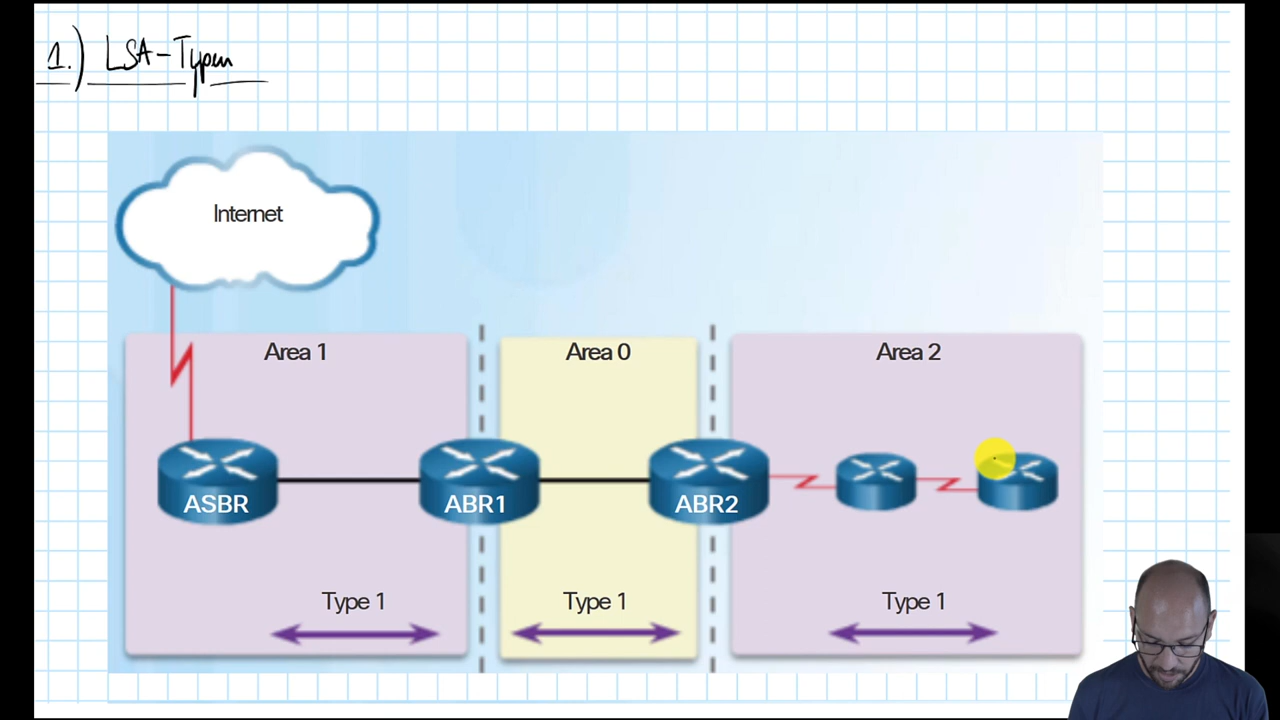 1.) LSA-Typen
Internet
Area 1
Area 0
Area 2
ASBR
ABR1
ABR2
Type 1
Type 1
Type 1